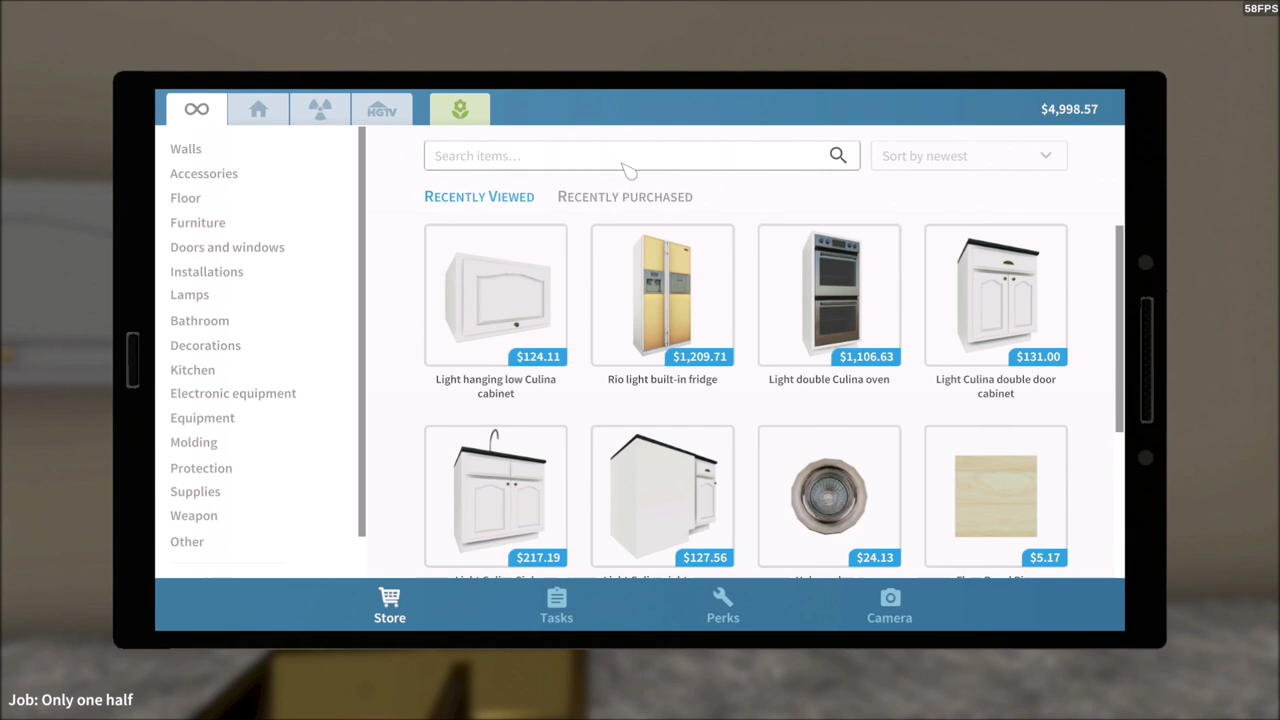 58FPS
HGTV
$4,998.57
Walls
Accessories
Floor
Furniture
Doors and windows
Installations
Lamps
Bathroom
Decorations
Kitchen
Electronic equipment
Equipment
Molding
Protection
Supplies
Weapon
Other
Search items...
Sort by newest
RECENTLY VIEWED
RECENTLY PURCHASED
$124.11
Light hanging low Culina
cabinet
$1,209.71
Rio light built-in fridge
$1,106.63
Light double Culina oven
$131.00
Light Culina double door
cabinet
$217.19
$127.56
$24.13
$5.17
Store
Tasks
Perks
Camera
Job: Only one half